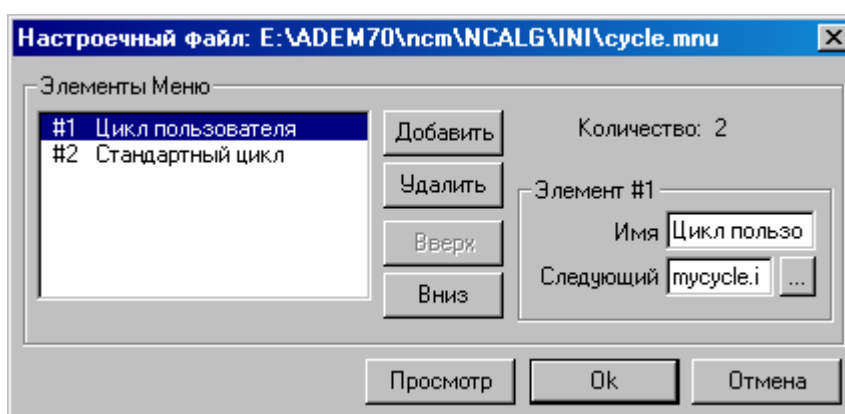 Настроечный файл: E:\ADEM70\ncm\NCALG\INI\cycle.mnu
Элементы Меню
#1 Цикл пользователя
#2 Стандартный цикл
Добавить
Удалить
Вверх
Вниз
Количество: 2
Элемент #1
Имя Цикл пользо
Следующий mycycle.i ...
Просмотр Ok Отмена